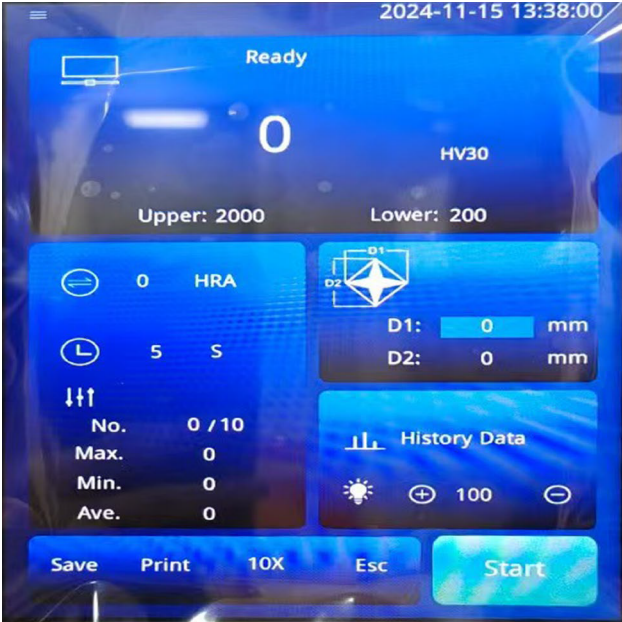 2024-11-15 13:38:00
Ready
0
HV30
Upper: 2000 Lower: 200
0 HRA
5 S
No. 0 / 10
Max. 0
Min. 0
Ave. 0
D1
D2
D1: 0 mm
D2: 0 mm
History Data
100
Save Print 10X Esc
Start